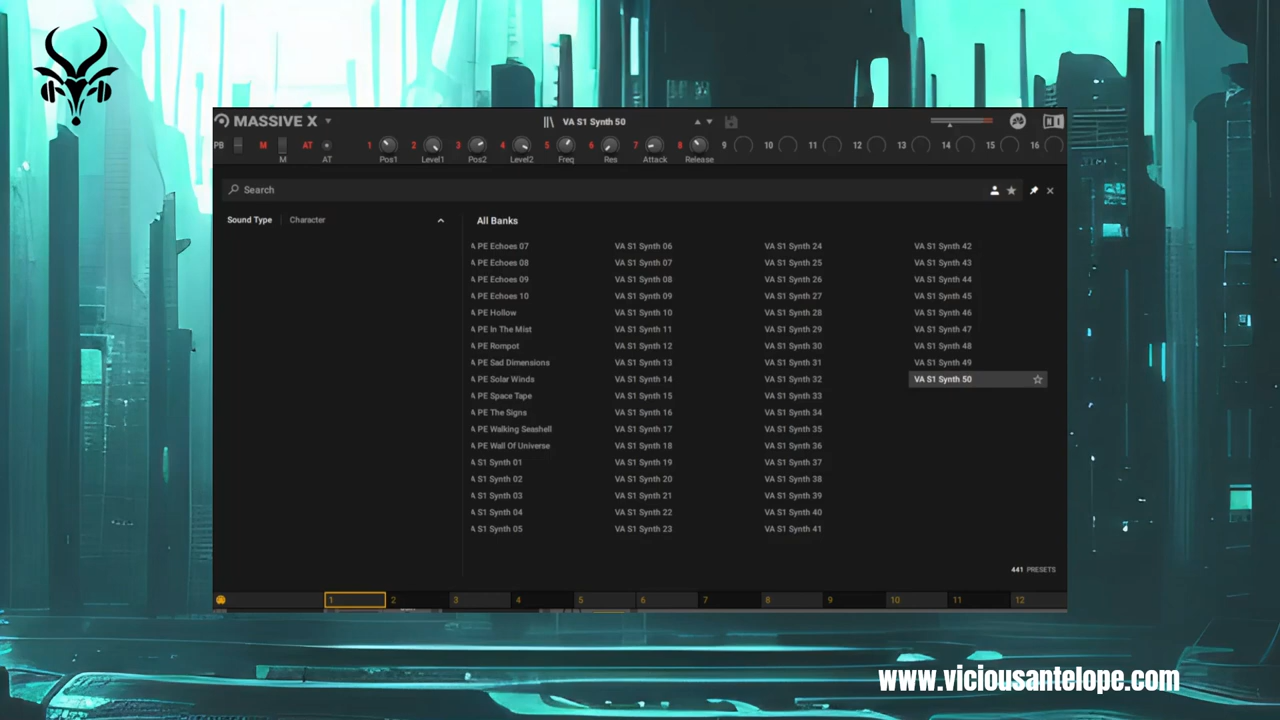 MASSIVE X
VA S1 Synth 50
PB M AT 1 2 3 4 5 6 7 8 9 10 11 12 13 14 15 16
M AT Pos1 Level1 Pos2 Level2 Freq Res Attack Release
Search
Sound Type Character
All Banks
A PE Echoes 07 VA S1 Synth 06 VA S1 Synth 24 VA S1 Synth 42
A PE Echoes 08 VA S1 Synth 07 VA S1 Synth 25 VA S1 Synth 43
A PE Echoes 09 VA S1 Synth 08 VA S1 Synth 26 VA S1 Synth 44
A PE Echoes 10 VA S1 Synth 09 VA S1 Synth 27 VA S1 Synth 45
A PE Hollow VA S1 Synth 10 VA S1 Synth 28 VA S1 Synth 46
A PE In The Mist VA S1 Synth 11 VA S1 Synth 29 VA S1 Synth 47
A PE Rompot VA S1 Synth 12 VA S1 Synth 30 VA S1 Synth 48
A PE Sad Dimensions VA S1 Synth 13 VA S1 Synth 31 VA S1 Synth 49
A PE Solar Winds VA S1 Synth 14 VA S1 Synth 32 VA S1 Synth 50
A PE Space Tape VA S1 Synth 15 VA S1 Synth 33
A PE The Signs VA S1 Synth 16 VA S1 Synth 34
A PE Walking Seashell VA S1 Synth 17 VA S1 Synth 35
A PE Wall Of Universe VA S1 Synth 18 VA S1 Synth 36
A S1 Synth 01 VA S1 Synth 19 VA S1 Synth 37
A S1 Synth 02 VA S1 Synth 20 VA S1 Synth 38
A S1 Synth 03 VA S1 Synth 21 VA S1 Synth 39
A S1 Synth 04 VA S1 Synth 22 VA S1 Synth 40
A S1 Synth 05 VA S1 Synth 23 VA S1 Synth 41
441 PRESETS
1 2 3 4 5 6 7 8 9 10 11 12
www.viciousantelope.com